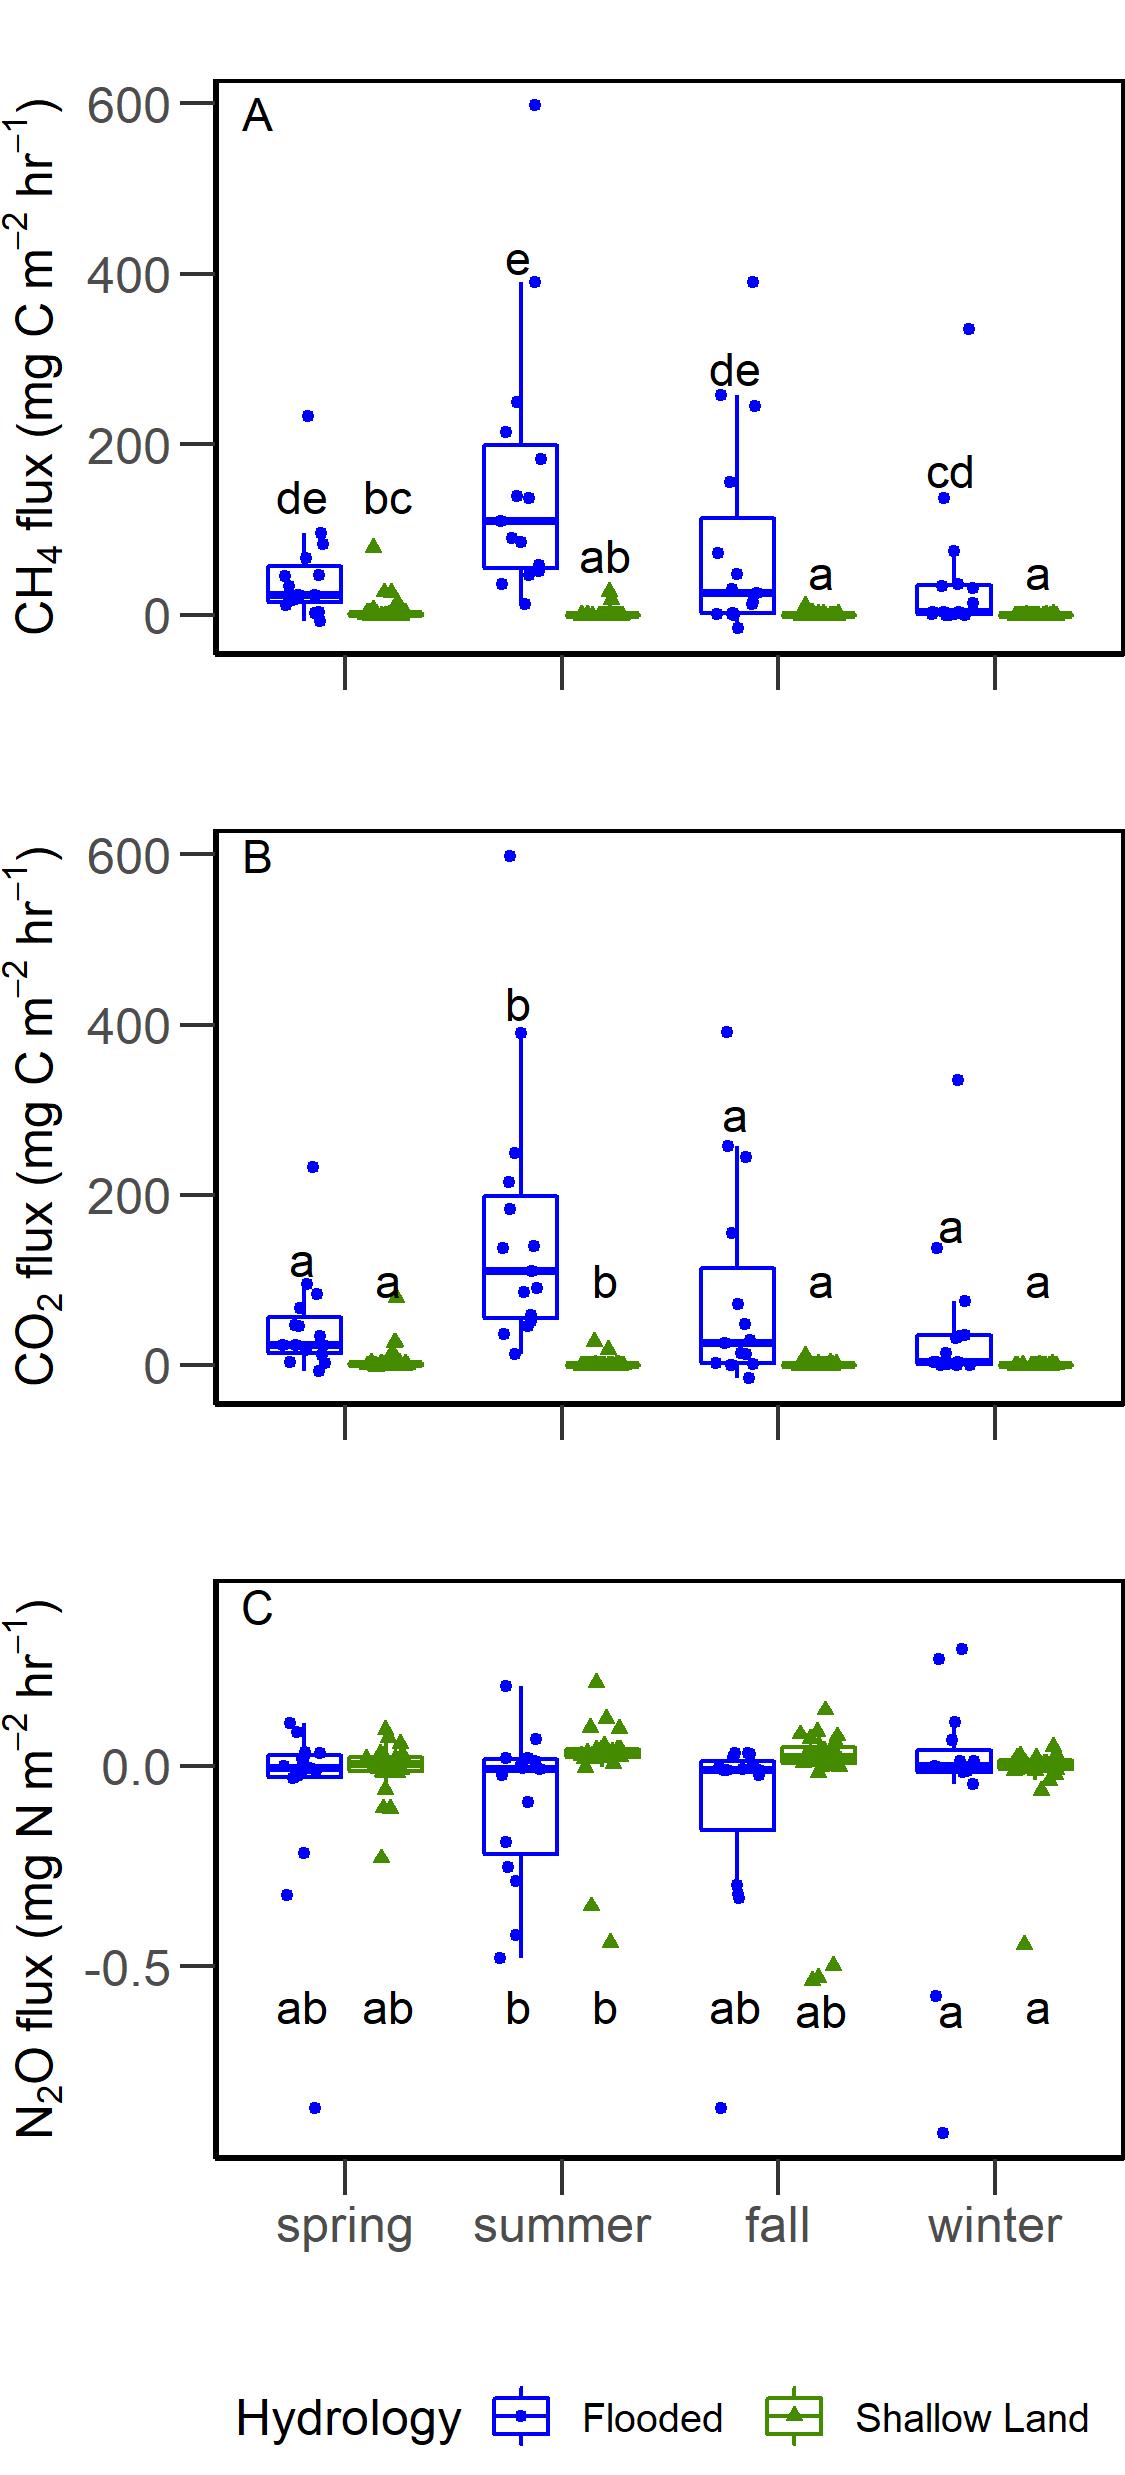 CH4 flux (mg C m−2 hr−1)
A
600
400
200
0
e
de
cd
de
bc
ab
a
a
CO2 flux (mg C m−2 hr−1)
B
600
400
200
0
b
a
a
a
a
b
a
a
N2O flux (mg N m−2 hr−1)
C
0.0
-0.5
ab ab b b ab ab a a
spring summer fall winter
Hydrology Flooded Shallow Land